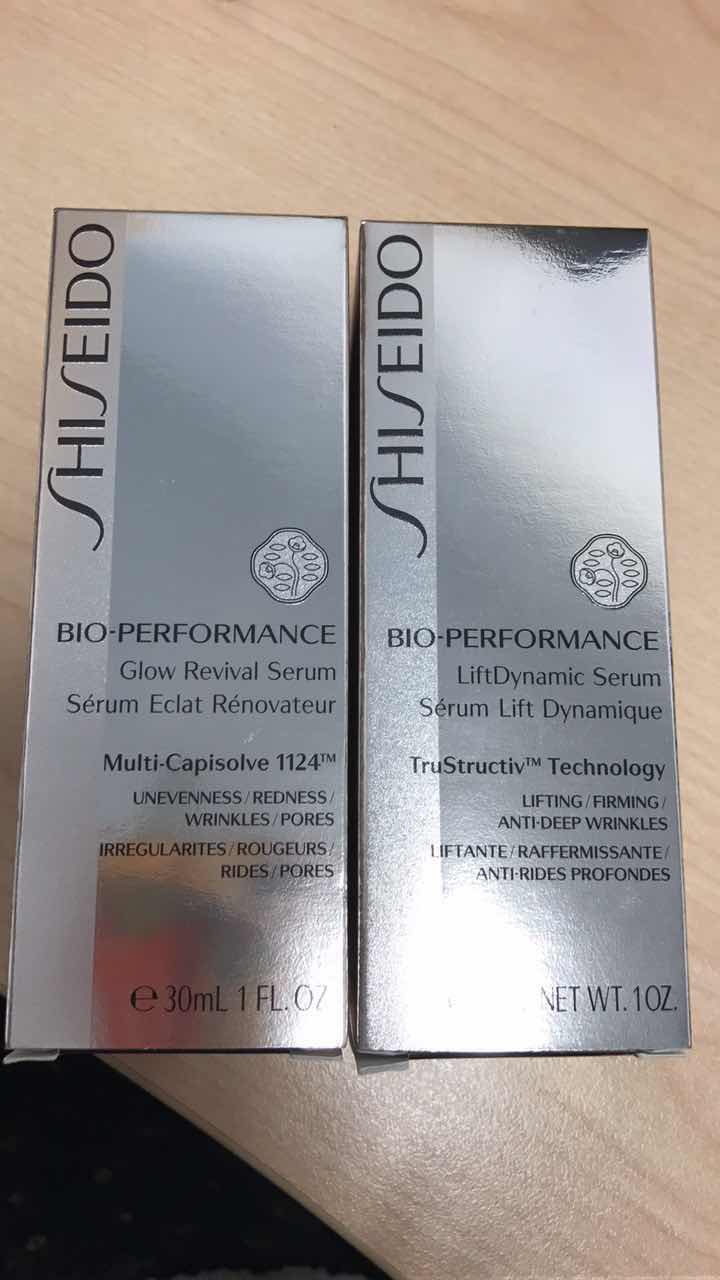 SHISEIDO
BIO-PERFORMANCE
Glow Revival Serum
Sérum Eclat Rénovateur
Multi-Capisolve 1124™
UNEVENNESS / REDNESS /
WRINKLES / PORES
IRREGULARITES / ROUGEURS /
RIDES / PORES
℮ 30mL 1 FL. OZ
SHISEIDO
BIO-PERFORMANCE
LiftDynamic Serum
Sérum Lift Dynamique
TruStructiv™ Technology
LIFTING / FIRMING /
ANTI-DEEP WRINKLES
LIFTANTE / RAFFERMISSANTE /
ANTI-RIDES PROFONDES
NET WT. 1OZ.